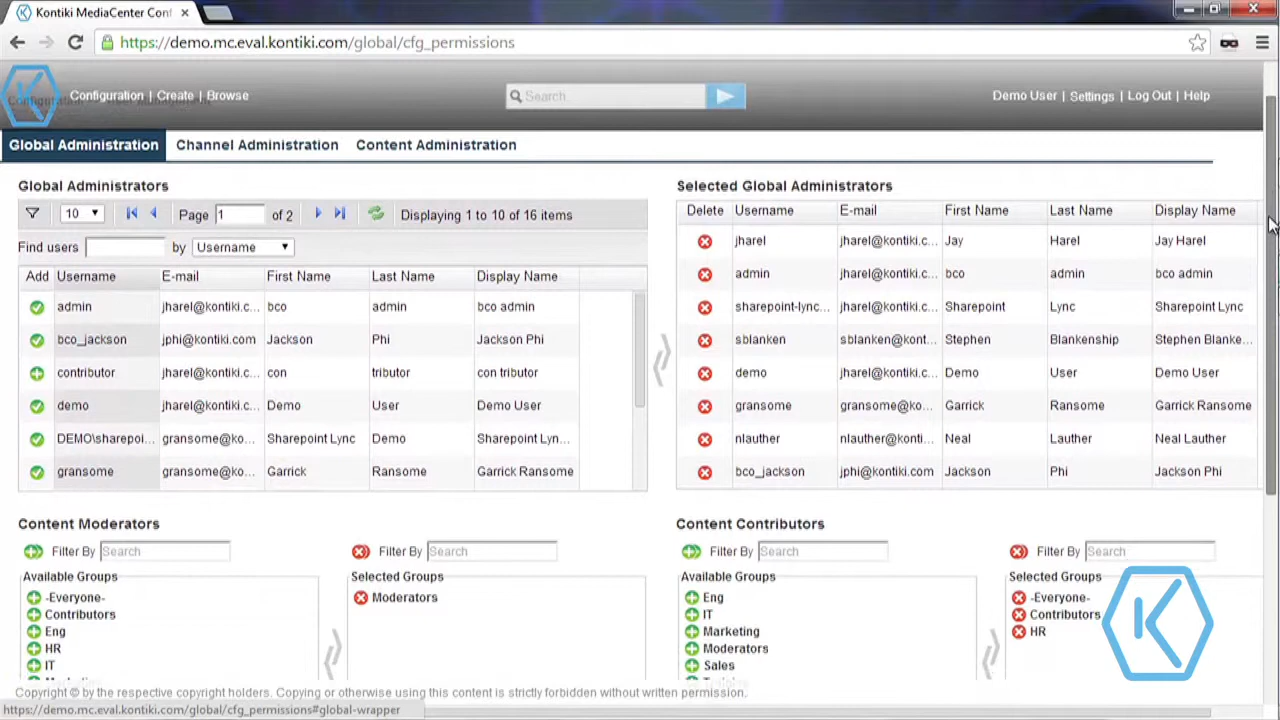 Kontiki MediaCenter Conf
https://demo.mc.eval.kontiki.com/global/cfg_permissions
Configuration | Create | Browse
Search
Demo User | Settings | Log Out | Help
Global Administration Channel Administration Content Administration
Global Administrators
10 Page 1 of 2 Displaying 1 to 10 of 16 items
Find users by Username
Add Username E-mail First Name Last Name Display Name
admin jharel@kontiki.c... bco admin bco admin
bco_jackson jphi@kontiki.com Jackson Phi Jackson Phi
contributor jharel@kontiki.c... con tributor con tributor
demo jharel@kontiki.c... Demo User Demo User
DEMO\sharepoi... gransome@ko... Sharepoint Lync Demo Sharepoint Lyn...
gransome gransome@ko... Garrick Ransome Garrick Ransome
Selected Global Administrators
Delete Username E-mail First Name Last Name Display Name
jharel jharel@kontiki.c... Jay Harel Jay Harel
admin jharel@kontiki.c... bco admin bco admin
sharepoint-lync... jharel@kontiki.c... Sharepoint Lync Sharepoint Lync
sblanken sblanken@kont... Stephen Blankenship Stephen Blanke...
demo jharel@kontiki.c... Demo User Demo User
gransome gransome@ko... Garrick Ransome Garrick Ransome
nlauther nlauther@konti... Neal Lauther Neal Lauther
bco_jackson jphi@kontiki.com Jackson Phi Jackson Phi
Content Moderators
Filter By Search Filter By Search
Available Groups
-Everyone-
Contributors
Eng
HR
IT
Selected Groups
Moderators
Content Contributors
Filter By Search Filter By Search
Available Groups
Eng
IT
Marketing
Moderators
Sales
Selected Groups
-Everyone-
Contributors
HR
K
Copyright © by the respective copyright holders. Copying or otherwise using this content is strictly forbidden without written permission.
https://demo.mc.eval.kontiki.com/global/cfg_permissions#global-wrapper